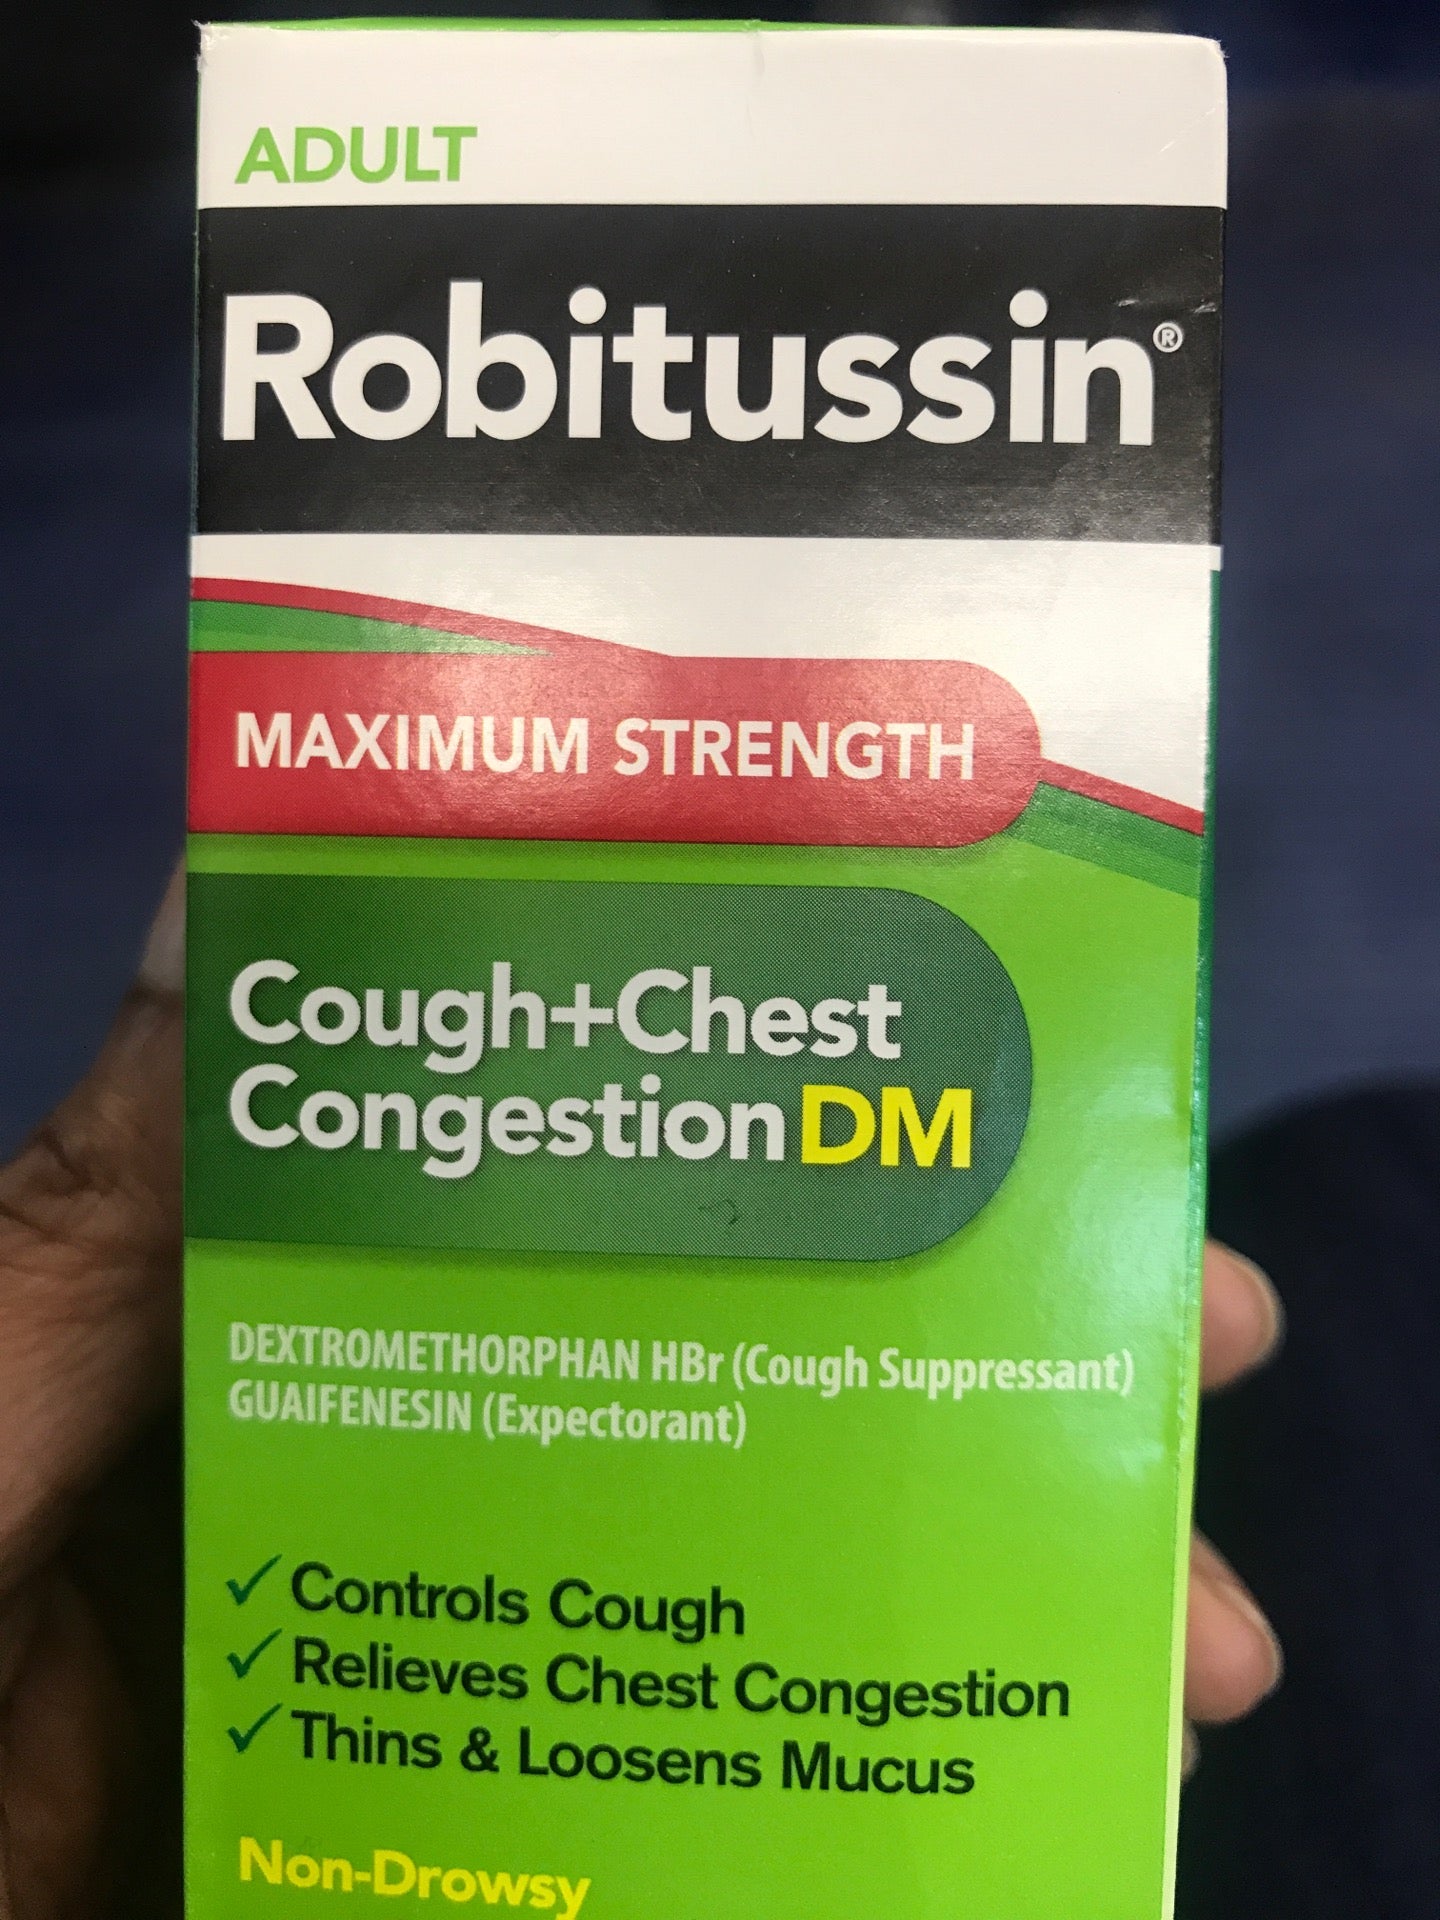 ADULT
Robitussin®
MAXIMUM STRENGTH
Cough+Chest
Congestion DM
DEXTROMETHORPHAN HBr (Cough Suppressant)
GUAIFENESIN (Expectorant)
✓ Controls Cough
✓ Relieves Chest Congestion
✓ Thins & Loosens Mucus
Non-Drowsy